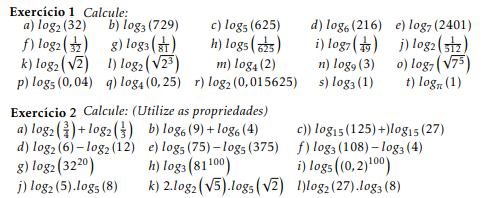 Exercício 1 Calcule:
a) log₂(32) b) log₃(729) c) log₅(625) d) log₆(216) e) log₇(2401)
f) log₂(1/32) g) log₃(1/81) h) log₅(1/625) i) log₇(1/49) j) log₂(1/512)
k) log₂(√2) l) log₂(√2³) m) log₄(2) n) log₉(3) o) log₇(√7⁵)
p) log₅(0,04) q) log₄(0,25) r) log₂(0,015625) s) log₃(1) t) logₙ(1)
Exercício 2 Calcule: (Utilize as propriedades)
a) log₂(3/4)+log₂(1/3) b) log₆(9)+log₆(4) c)) log₁₅(125)+)log₁₅(27)
d) log₂(6)−log₂(12) e) log₅(75)−log₅(375) f) log₃(108)−log₃(4)
g) log₂(32²⁰) h) log₃(81¹⁰⁰) i) log₅((0,2)¹⁰⁰)
j) log₂(5).log₅(8) k) 2.log₂(√5).log₅(√2) l)log₂(27).log₃(8)